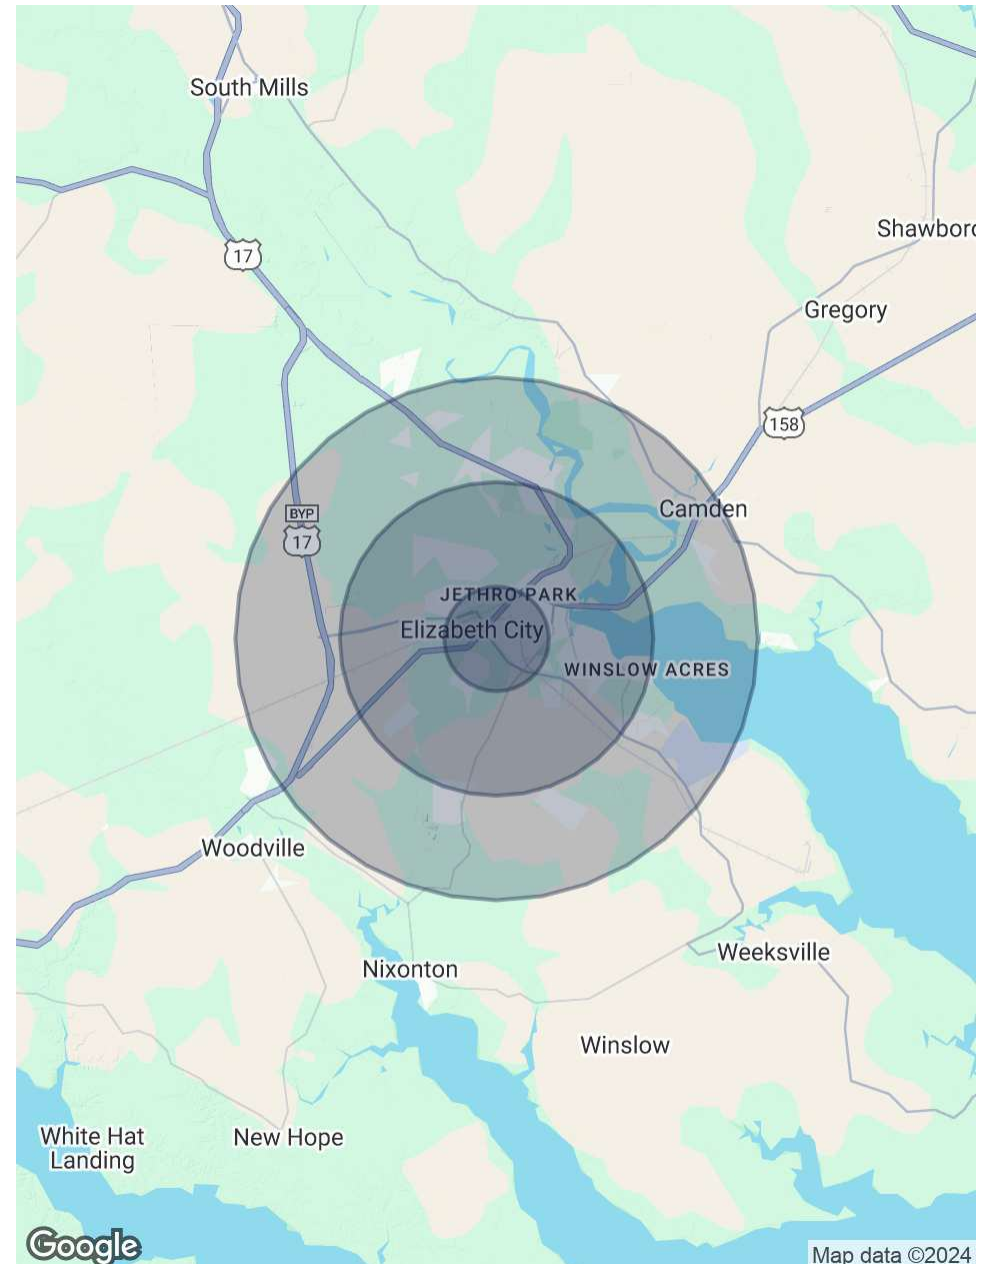 South Mills
17
Shawboro
Gregory
158
Camden
BYP
17
JETHRO PARK
Elizabeth City
WINSLOW ACRES
Woodville
Weeksville
Nixonton
Winslow
White Hat
Landing
New Hope
Google
Map data ©2024